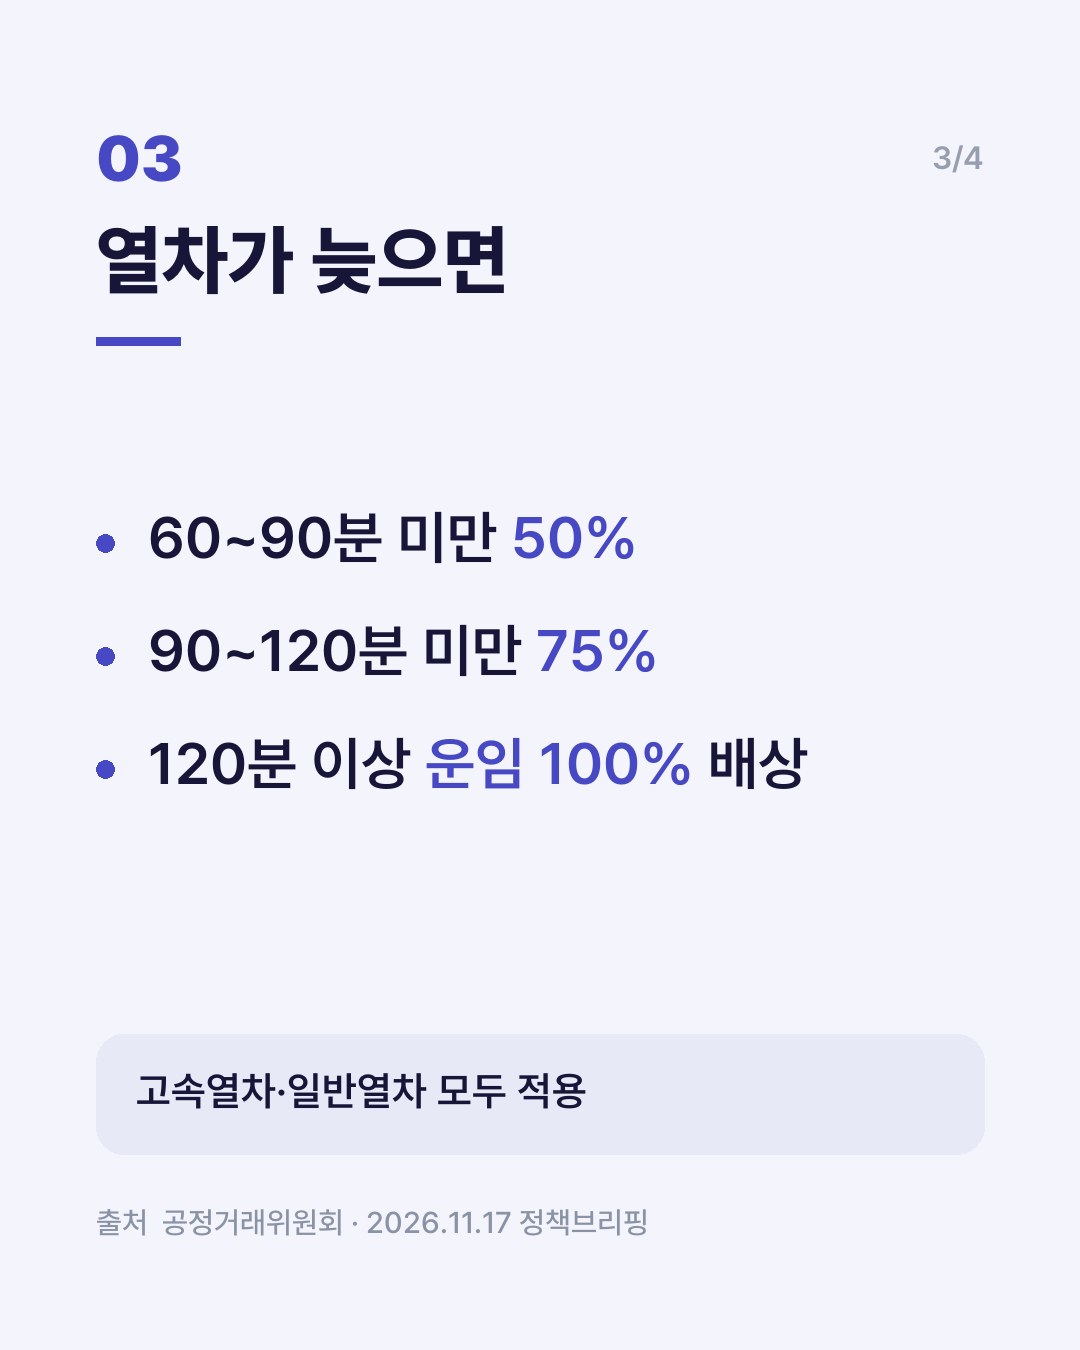 03
3/4
열차가 늦으면
60~90분 미만 50%
90~120분 미만 75%
120분 이상 운임 100% 배상
고속열차·일반열차 모두 적용
출처 공정거래위원회 · 2026.11.17 정책브리핑